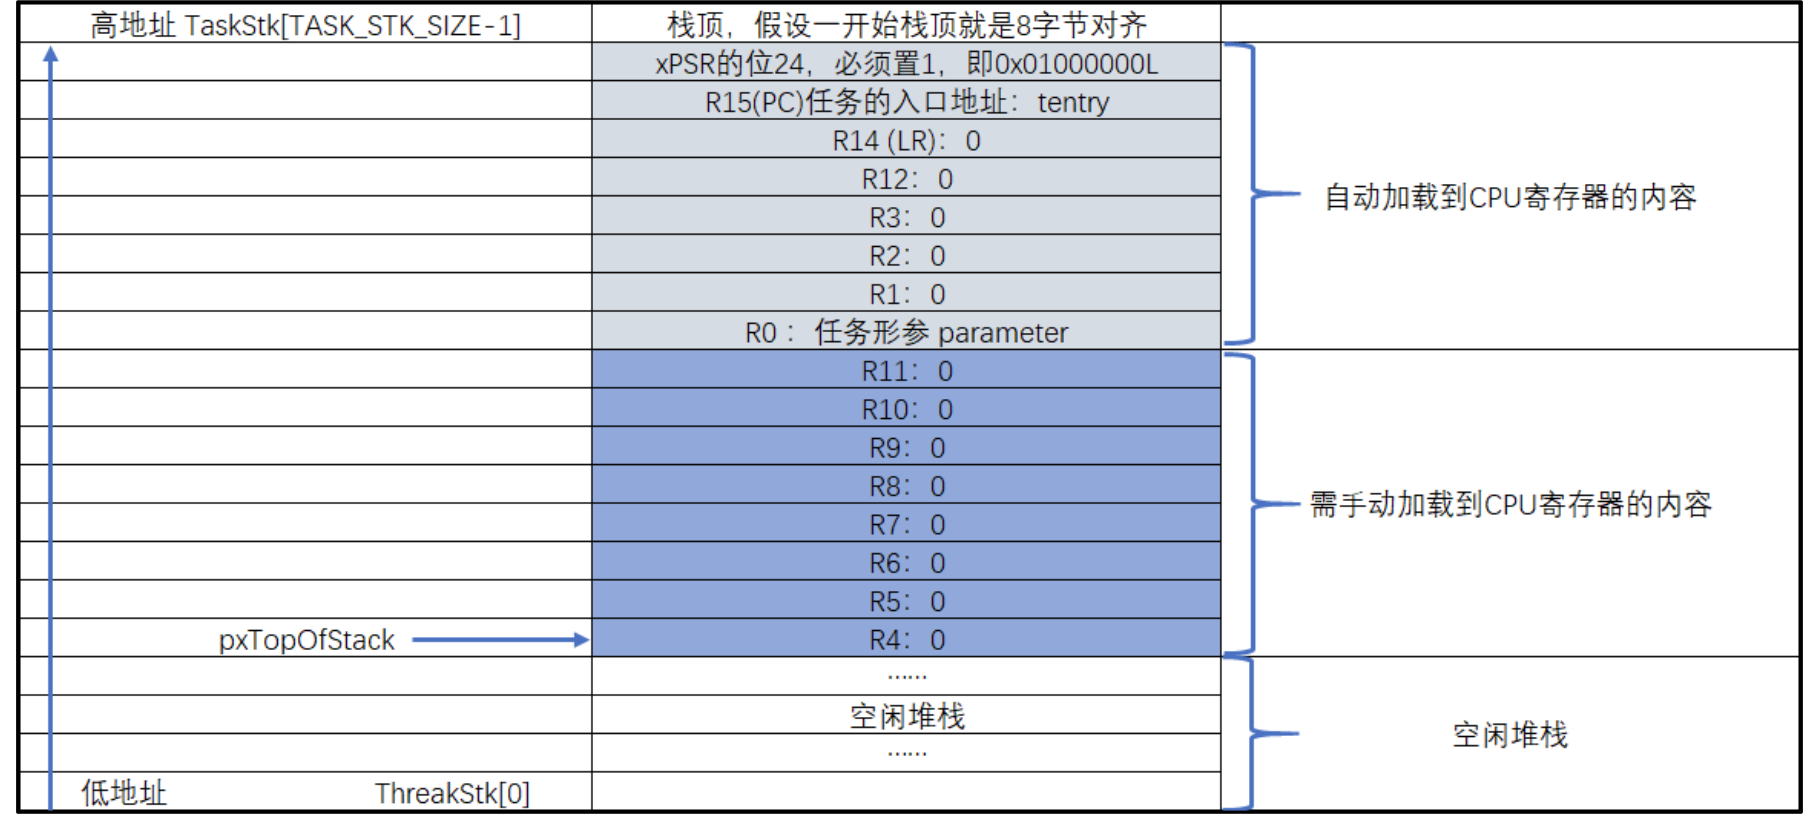 高地址 TaskStk[TASK_STK_SIZE-1]
栈顶，假设一开始栈顶就是8字节对齐
xPSR的位24，必须置1，即0x01000000L
R15(PC)任务的入口地址：tentry
R14 (LR)：0
R12：0
R3：0
R2：0
R1：0
R0： 任务形参 parameter
自动加载到CPU寄存器的内容
R11：0
R10：0
R9：0
R8：0
R7：0
R6：0
R5：0
pxTopOfStack
R4：0
需手动加载到CPU寄存器的内容
……
空闲堆栈
……
空闲堆栈
低地址
ThreakStk[0]